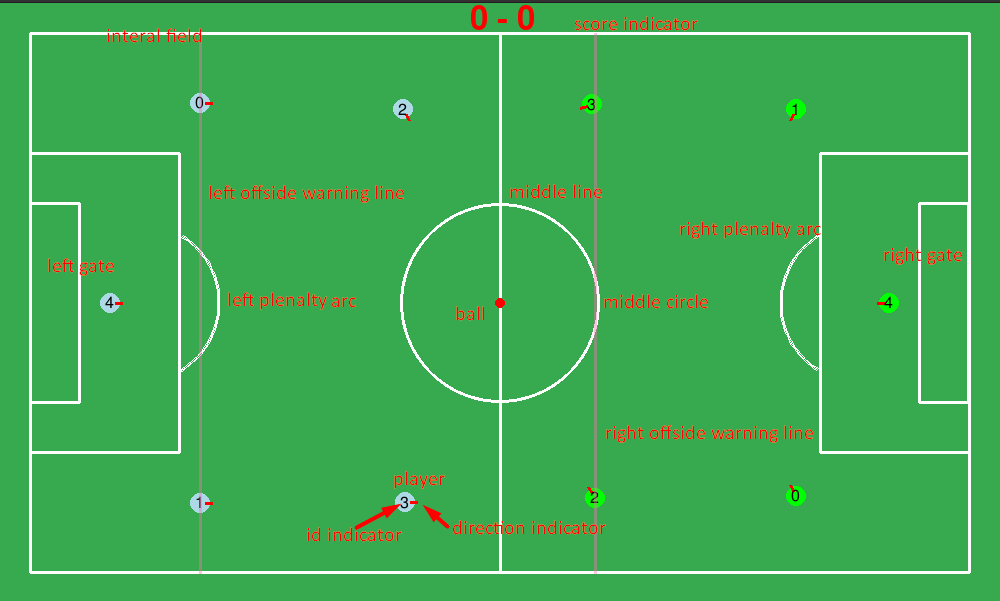 0 - 0
score indicator
interal field
0
2
3
1
left offside warning line
middle line
right plenalty arc
left gate
right gate
4
left plenalty arc
ball
middle circle
4
right offside warning line
player
1
3
2
0
id indicator
direction indicator